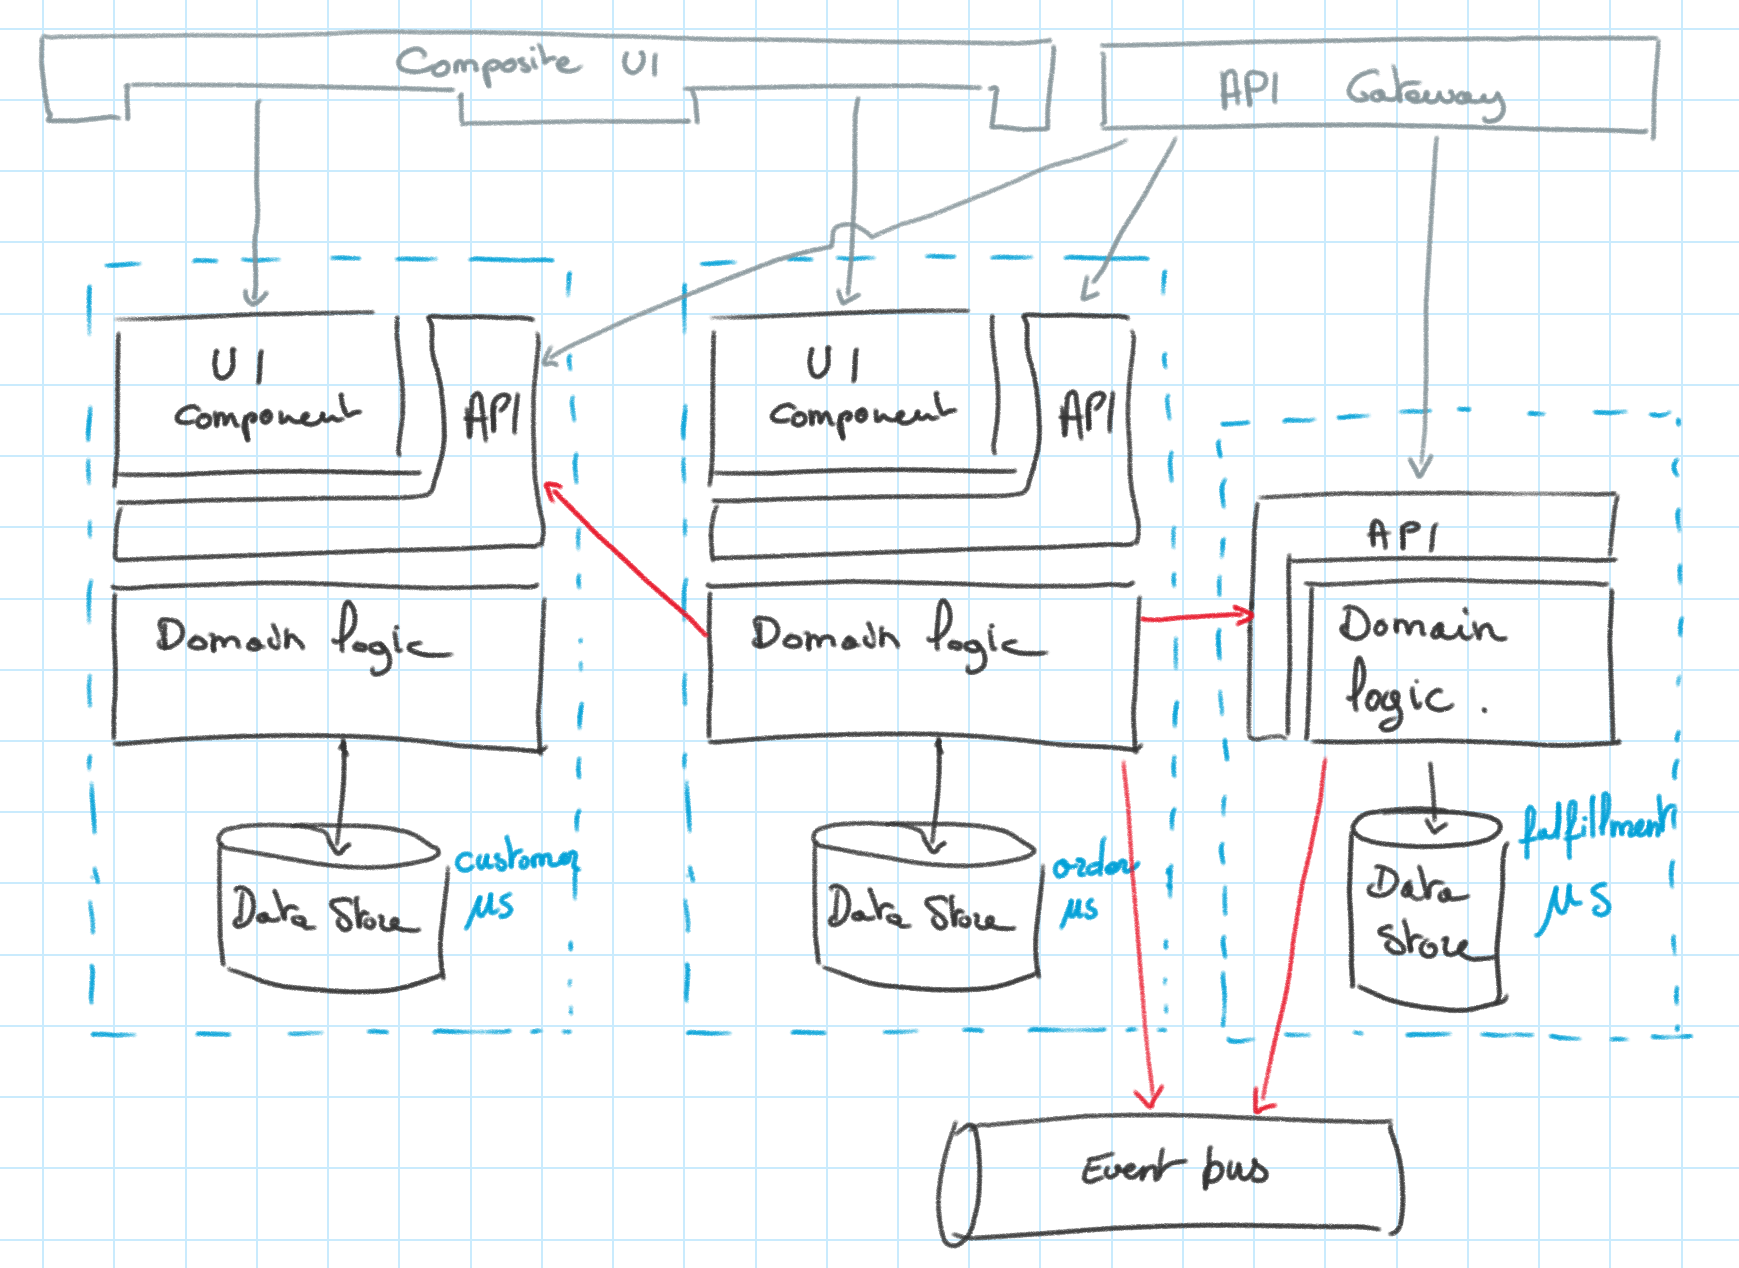 Composite UI
API Gateway
UI
component
API
UI
component
API
API
Domain logic
Domain logic
Domain
logic.
Data Store
customer
μs
Data Store
order
μs
Data
Store
fulfillment
μs
Event bus